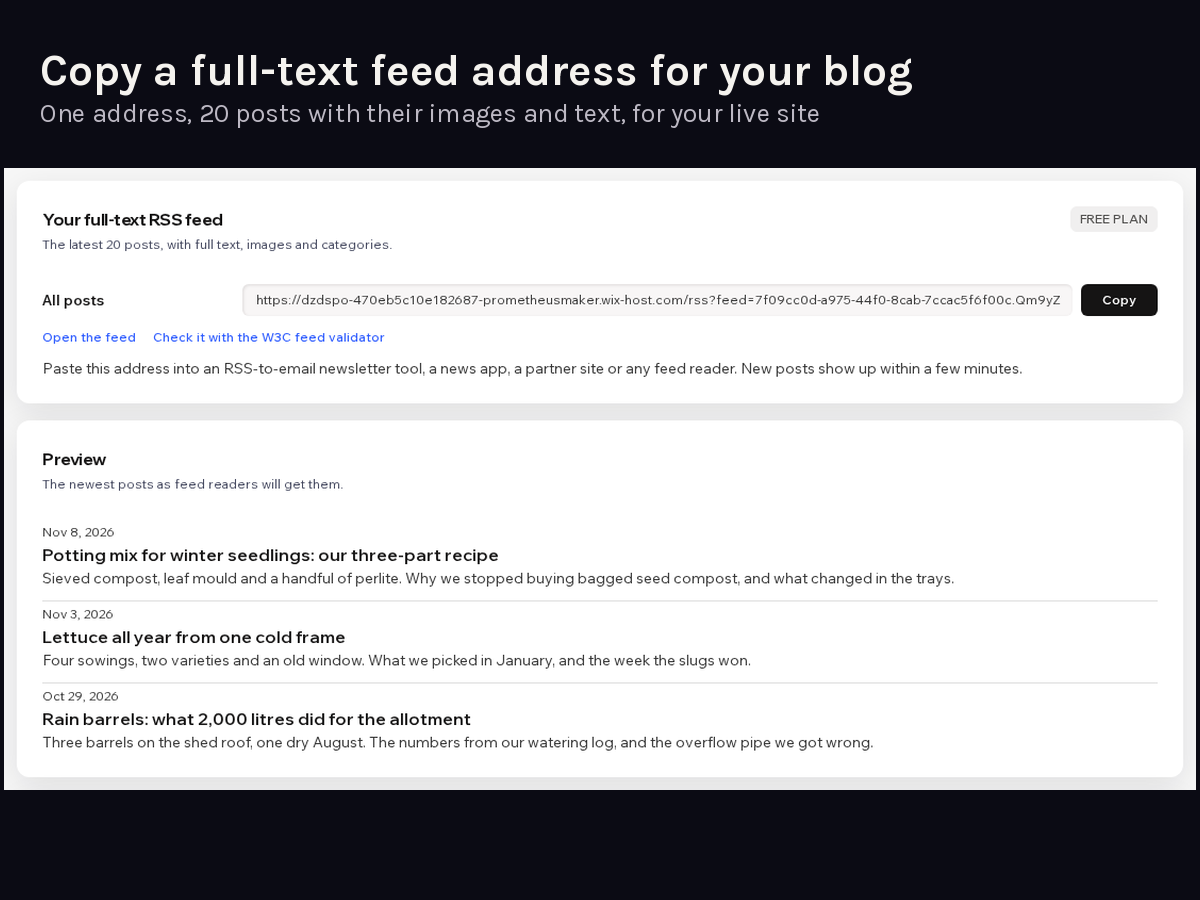 Copy a full-text feed address for your blog
One address, 20 posts with their images and text, for your live site
Your full-text RSS feed
FREE PLAN
The latest 20 posts, with full text, images and categories.
All posts
https://dzdspo-470eb5c10e182687-prometheusmaker.wix-host.com/rss?feed=7f09cc0d-a975-44f0-8cab-7ccac5f6f00c.Qm9yZ
Copy
Open the feed Check it with the W3C feed validator
Paste this address into an RSS-to-email newsletter tool, a news app, a partner site or any feed reader. New posts show up within a few minutes.
Preview
The newest posts as feed readers will get them.
Nov 8, 2026
Potting mix for winter seedlings: our three-part recipe
Sieved compost, leaf mould and a handful of perlite. Why we stopped buying bagged seed compost, and what changed in the trays.
Nov 3, 2026
Lettuce all year from one cold frame
Four sowings, two varieties and an old window. What we picked in January, and the week the slugs won.
Oct 29, 2026
Rain barrels: what 2,000 litres did for the allotment
Three barrels on the shed roof, one dry August. The numbers from our watering log, and the overflow pipe we got wrong.